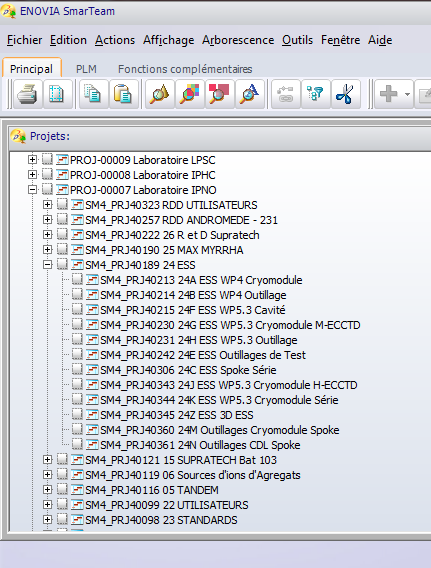 ENOVIA SmarTeam
Fichier Edition Actions Affichage Arborescence Outils Fenêtre Aide
Principal PLM Fonctions complémentaires
Projets:
PROJ-00009 Laboratoire LPSC
PROJ-00008 Laboratoire IPHC
PROJ-00007 Laboratoire IPNO
SM4_PRJ40323 RDD UTILISATEURS
SM4_PRJ40257 RDD ANDROMEDE - 231
SM4_PRJ40222 26 R et D Supratech
SM4_PRJ40190 25 MAX MYRRHA
SM4_PRJ40189 24 ESS
SM4_PRJ40213 24A ESS WP4 Cryomodule
SM4_PRJ40214 24B ESS WP4 Outillage
SM4_PRJ40215 24F ESS WP5.3 Cavité
SM4_PRJ40230 24G ESS WP5.3 Cryomodule M-ECCTD
SM4_PRJ40231 24H ESS WP5.3 Outillage
SM4_PRJ40242 24E ESS Outillages de Test
SM4_PRJ40306 24C ESS Spoke Série
SM4_PRJ40343 24J ESS WP5.3 Cryomodule H-ECCTD
SM4_PRJ40344 24K ESS WP5.3 Cryomodule Série
SM4_PRJ40345 24Z ESS 3D ESS
SM4_PRJ40360 24M Outillages Cryomodule Spoke
SM4_PRJ40361 24N Outillages CDL Spoke
SM4_PRJ40121 15 SUPRATECH Bat 103
SM4_PRJ40119 06 Sources d'ions d'Agregats
SM4_PRJ40116 05 TANDEM
SM4_PRJ40099 22 UTILISATEURS
SM4_PRJ40098 23 STANDARDS